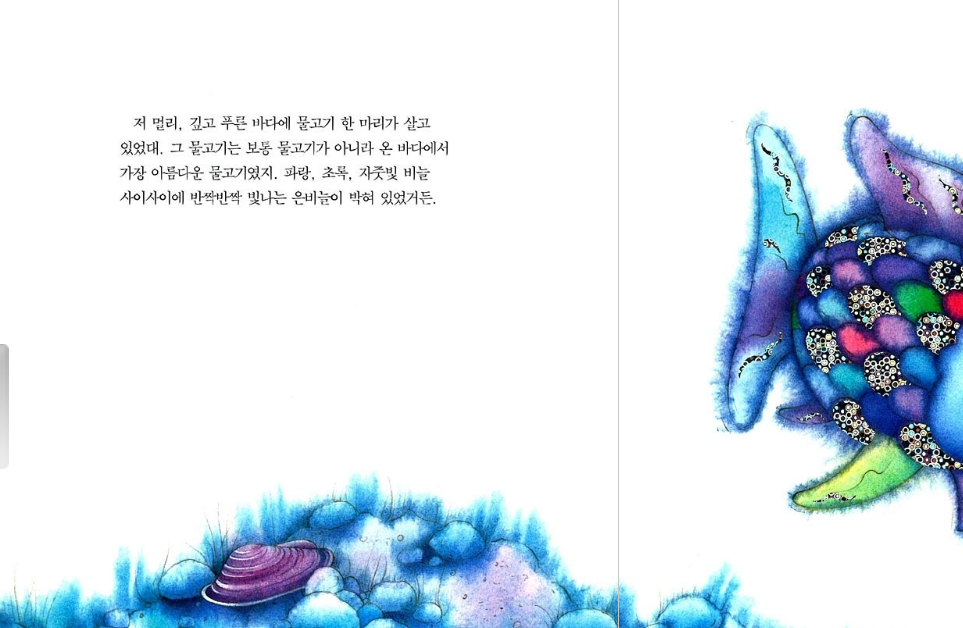 저 멀리, 깊고 푸른 바다에 물고기 한 마리가 살고
있었대. 그 물고기는 보통 물고기가 아니라 온 바다에서
가장 아름다운 물고기였지. 파랑, 초록, 자줏빛 비늘
사이사이에 반짝반짝 빛나는 은비늘이 박혀 있었거든.